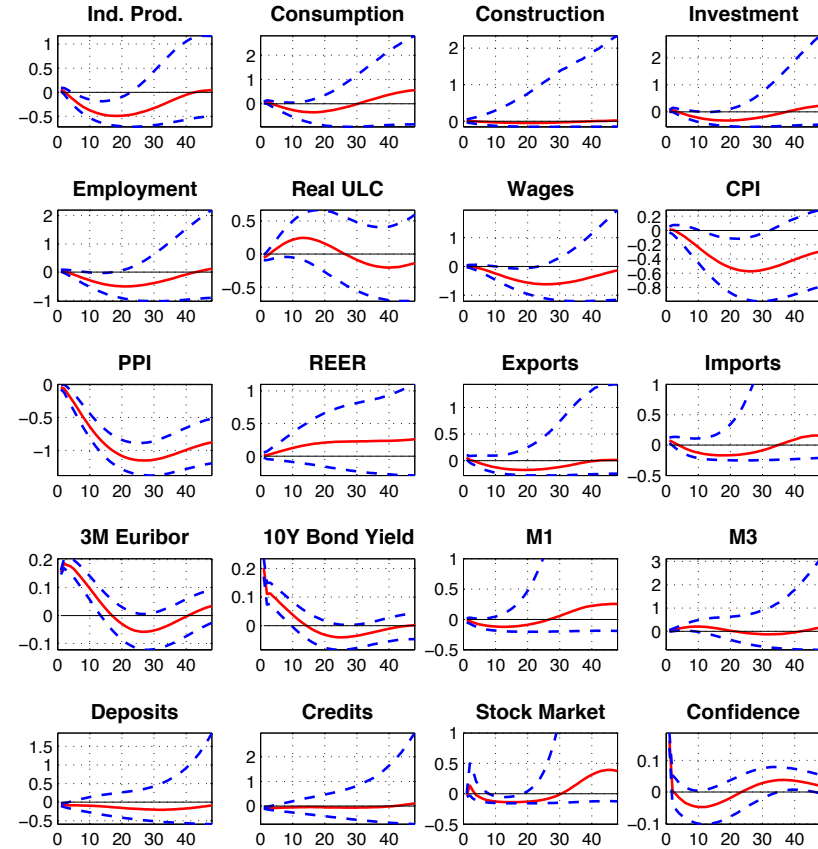 Ind. Prod. Consumption Construction Investment
1 0.5 0 −0.5
2 1 0
2 1 0
2 1 0
0 10 20 30 40 0 10 20 30 40 0 10 20 30 40 0 10 20 30 40
Employment Real ULC Wages CPI
2 1 0 −1
0.5 0 −0.5
1 0 −1
0.2 0 −0.2 −0.4 −0.6 −0.8
0 10 20 30 40 0 10 20 30 40 0 10 20 30 40 0 10 20 30 40
PPI REER Exports Imports
0 −0.5 −1
1 0.5 0
1 0.5 0
1 0.5 0 −0.5
0 10 20 30 40 0 10 20 30 40 0 10 20 30 40 0 10 20 30 40
3M Euribor 10Y Bond Yield M1 M3
0.2 0.1 0 −0.1
0.2 0.1 0
1 0.5 0 −0.5
3 2 1 0
0 10 20 30 40 0 10 20 30 40 0 10 20 30 40 0 10 20 30 40
Deposits Credits Stock Market Confidence
1.5 1 0.5 0 −0.5
2 1 0
1 0.5 0 −0.5
0.1 0 −0.1
0 10 20 30 40 0 10 20 30 40 0 10 20 30 40 0 10 20 30 40